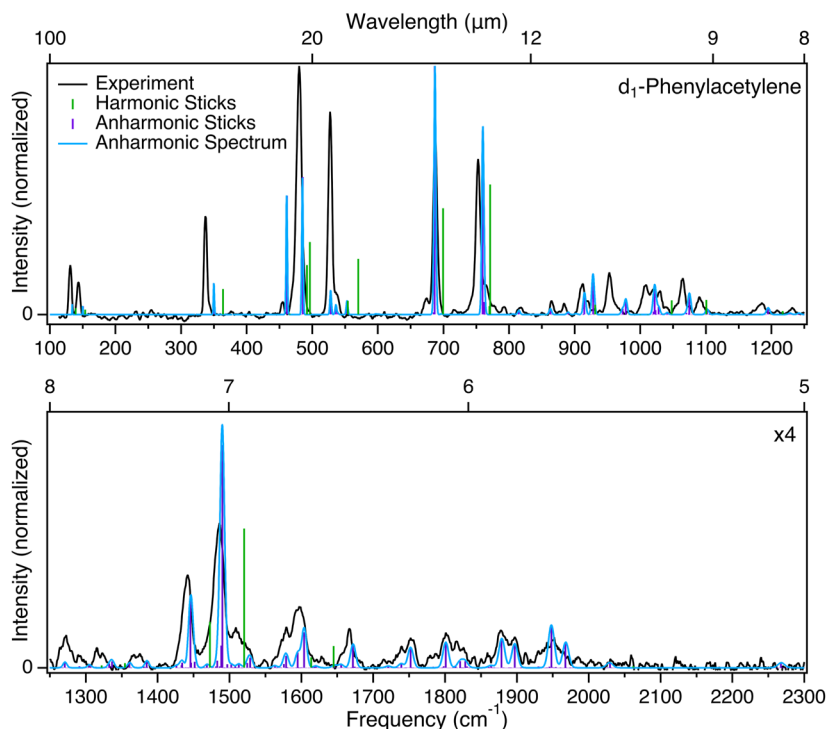 Wavelength (μm)
100 20 12 9 8
Experiment
Harmonic Sticks
Anharmonic Sticks
Anharmonic Spectrum
d1-Phenylacetylene
Intensity (normalized)
0
100 200 300 400 500 600 700 800 900 1000 1100 1200
8 7 6 5
x4
Intensity (normalized)
0
1300 1400 1500 1600 1700 1800 1900 2000 2100 2200 2300
Frequency (cm-1)